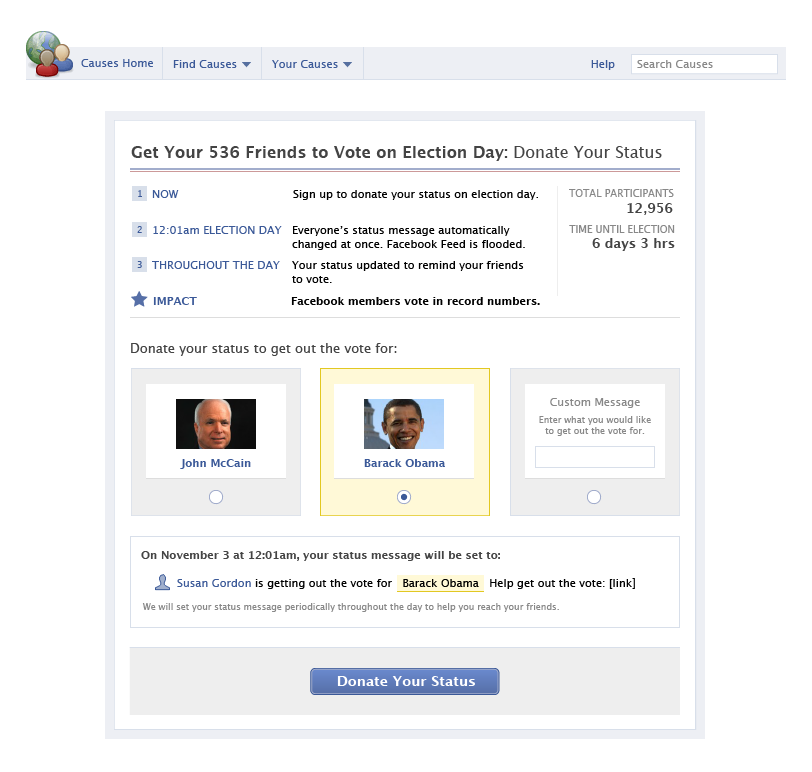 Causes Home
Find Causes
Your Causes
Help
Search Causes
Get Your 536 Friends to Vote on Election Day: Donate Your Status
1 NOW Sign up to donate your status on election day.
2 12:01am ELECTION DAY Everyone's status message automatically
changed at once. Facebook Feed is flooded.
3 THROUGHOUT THE DAY Your status updated to remind your friends
to vote.
IMPACT Facebook members vote in record numbers.
TOTAL PARTICIPANTS
12,956
TIME UNTIL ELECTION
6 days 3 hrs
Donate your status to get out the vote for:
John McCain
Barack Obama
Custom Message
Enter what you would like
to get out the vote for.
On November 3 at 12:01am, your status message will be set to:
Susan Gordon is getting out the vote for Barack Obama Help get out the vote: [link]
We will set your status message periodically throughout the day to help you reach your friends.
Donate Your Status